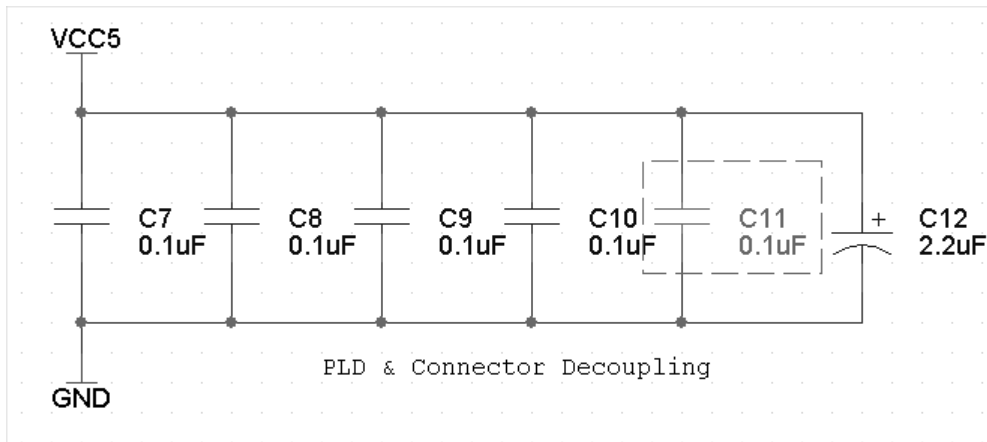 VCC5
C7
0.1uF
C8
0.1uF
C9
0.1uF
C10
0.1uF
C11
0.1uF
+
C12
2.2uF
PLD & Connector Decoupling
GND